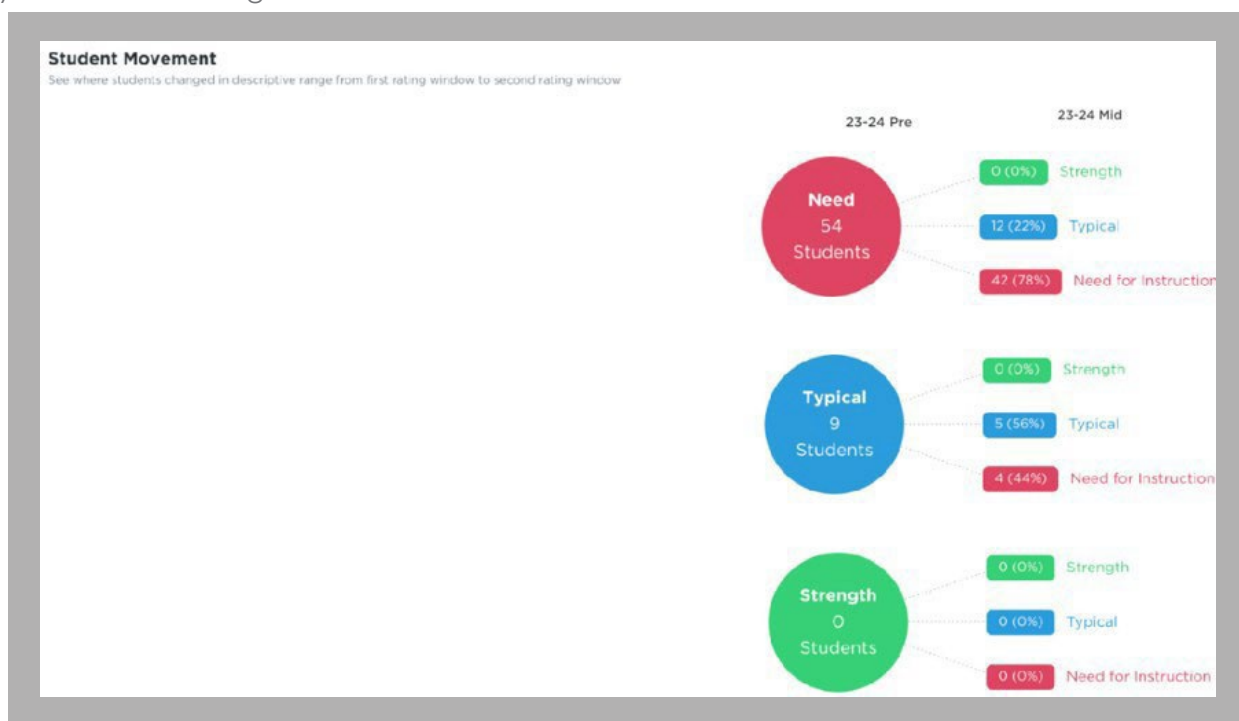 Student Movement
See where students changed in descriptive range from first rating window to second rating window
23-24 Pre
23-24 Mid
Need
54
Students
0 (0%) Strength
12 (22%) Typical
42 (78%) Need for Instruction
Typical
9
Students
0 (0%) Strength
5 (56%) Typical
4 (44%) Need for Instruction
Strength
0
Students
0 (0%) Strength
0 (0%) Typical
0 (0%) Need for Instruction